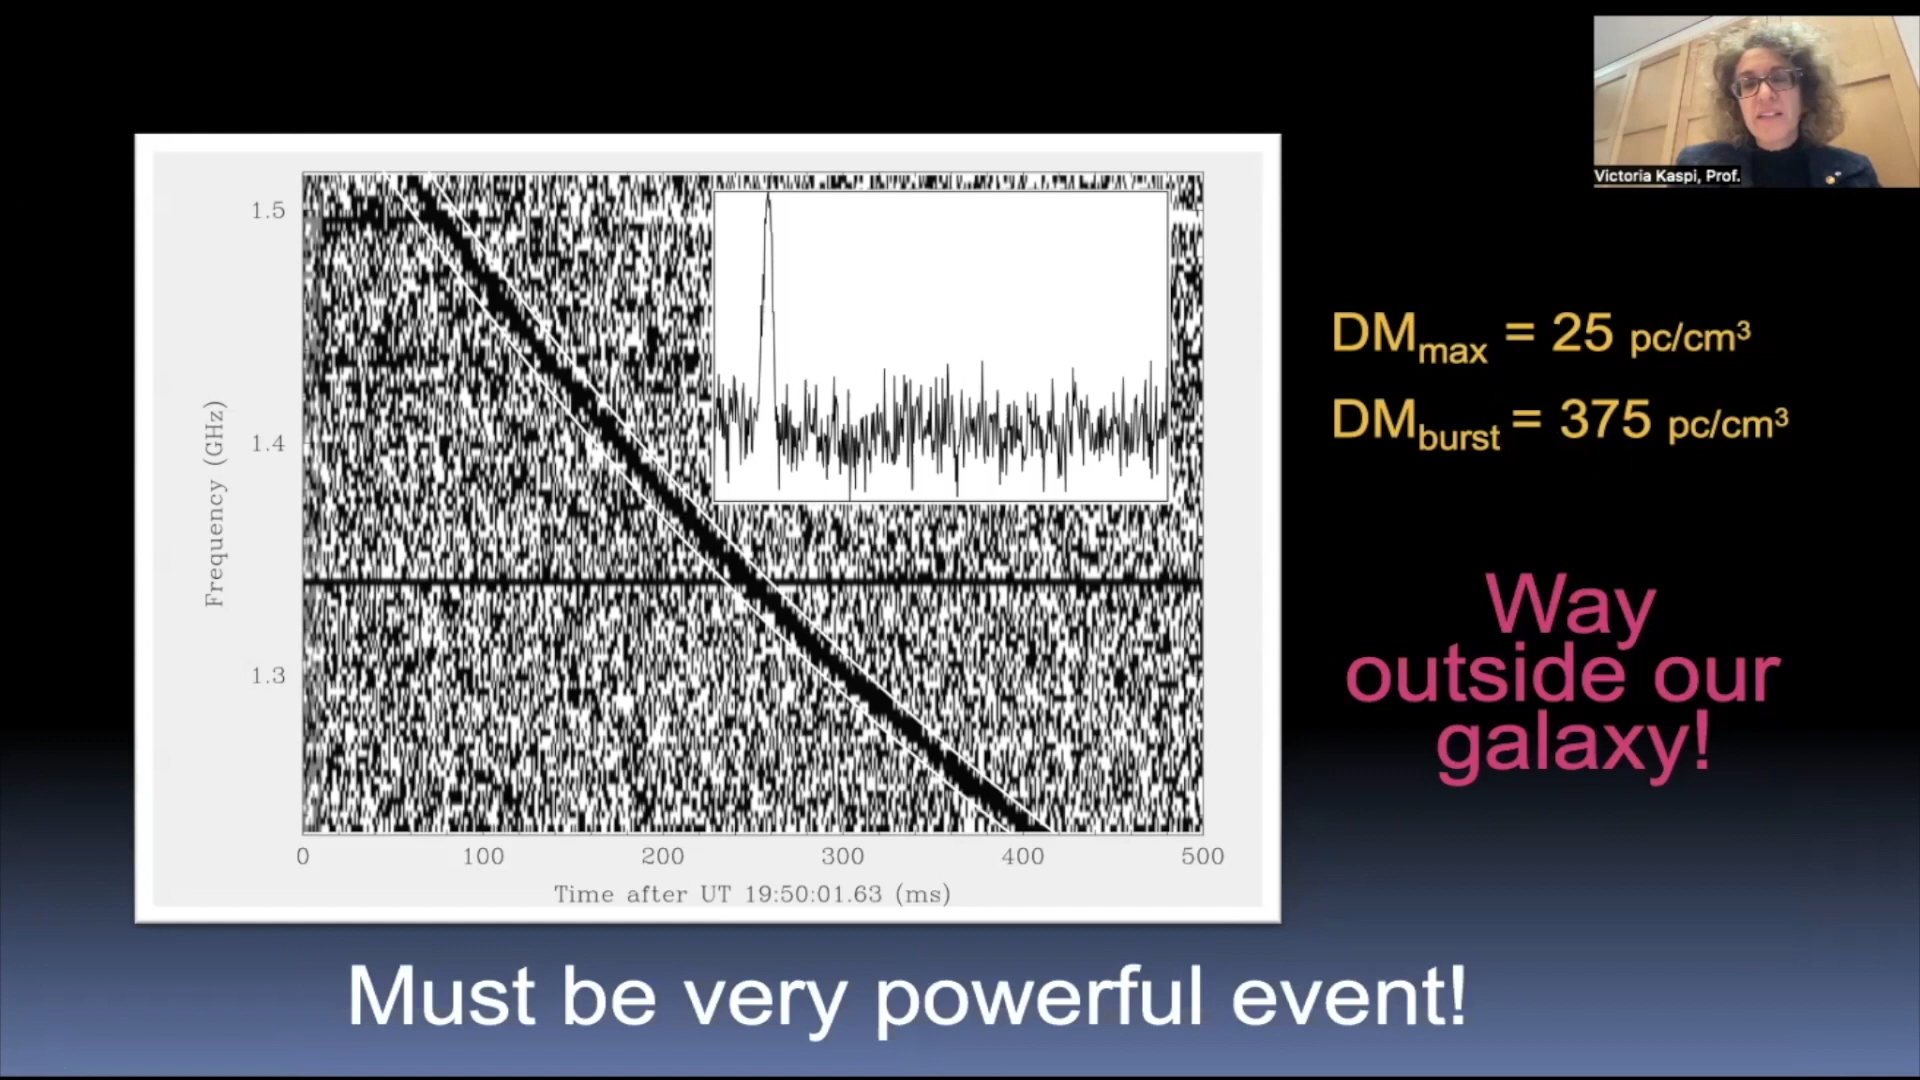 Victoria Kaspi, Prof.
1.5
1.4
1.3
Frequency (GHz)
0 100 200 300 400 500
Time after UT 19:50:01.63 (ms)
DMmax = 25 pc/cm³
DMburst = 375 pc/cm³
Way
outside our
galaxy!
Must be very powerful event!